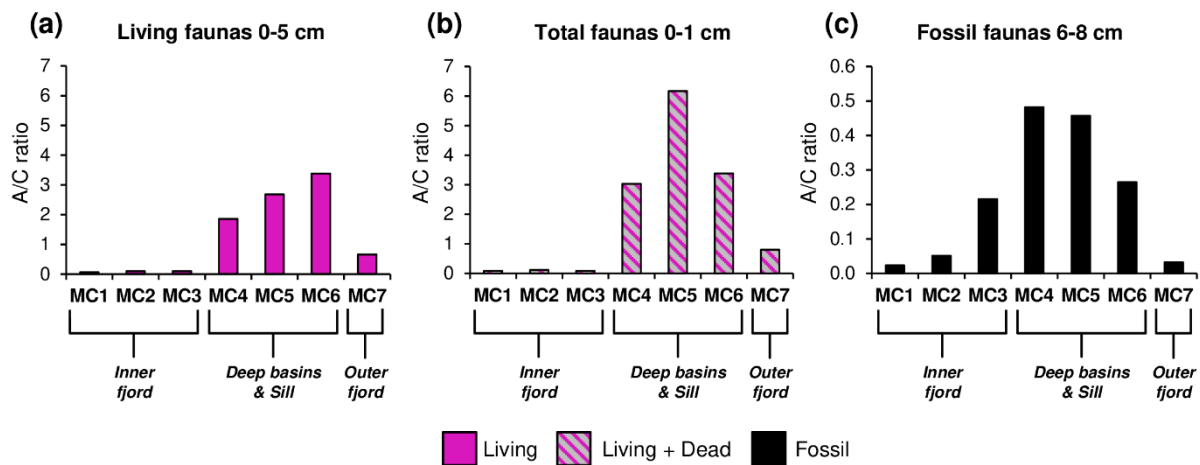 (a)
Living faunas 0-5 cm
A/C ratio
7
6
5
4
3
2
1
0
MC1 MC2 MC3 MC4 MC5 MC6 MC7
Inner
fjord
Deep basins
& Sill
Outer
fjord
(b)
Total faunas 0-1 cm
A/C ratio
7
6
5
4
3
2
1
0
MC1 MC2 MC3 MC4 MC5 MC6 MC7
Inner
fjord
Deep basins
& Sill
Outer
fjord
(c)
Fossil faunas 6-8 cm
A/C ratio
0.6
0.5
0.4
0.3
0.2
0.1
0.0
MC1 MC2 MC3 MC4 MC5 MC6 MC7
Inner
fjord
Deep basins
& Sill
Outer
fjord
Living
Living + Dead
Fossil